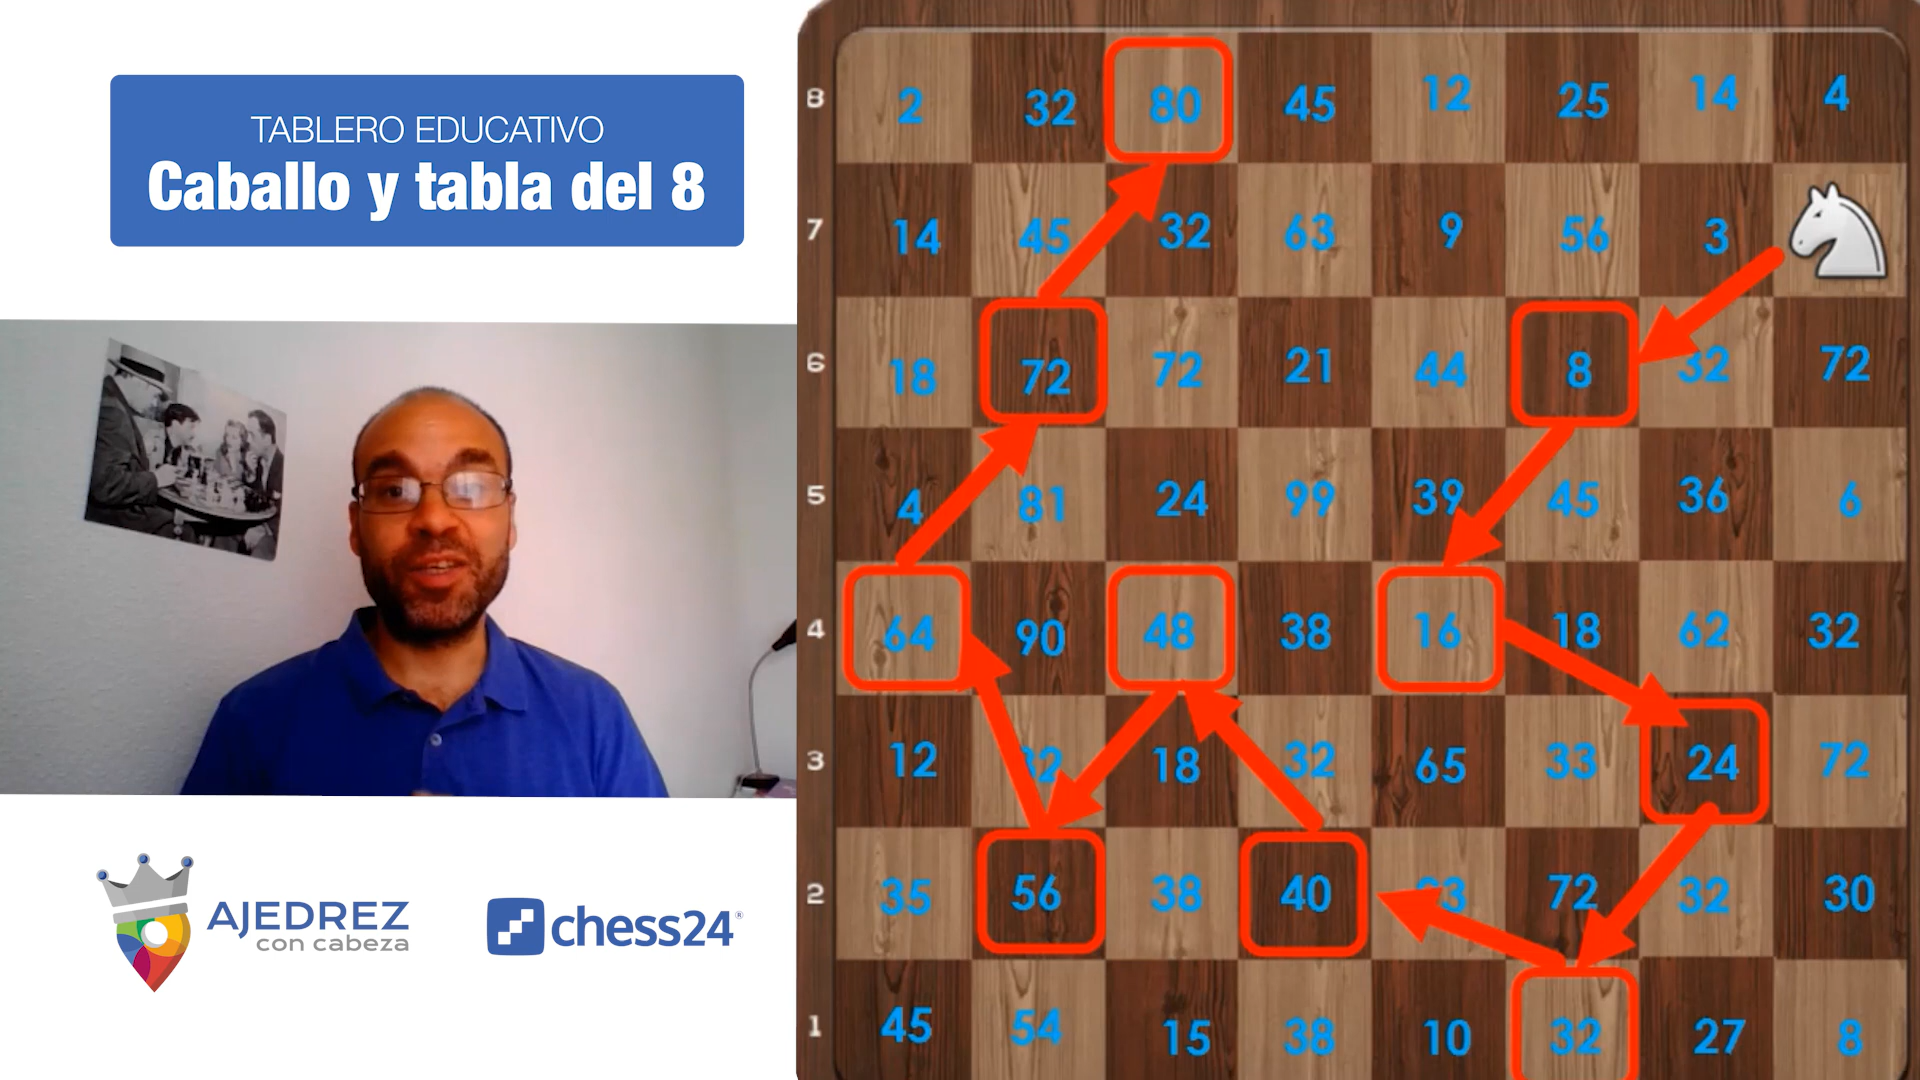 TABLERO EDUCATIVO
Caballo y tabla del 8
AJEDREZ
con cabeza
chess24®
8 2 32 80 45 12 25 14 4
7 14 45 32 63 9 56 3
6 18 72 72 21 44 8 32 72
5 4 81 24 99 39 45 36 6
4 64 90 48 38 16 18 62 32
3 12 18 32 65 33 24 72
2 35 56 38 40 72 32 30
1 45 54 15 38 10 32 27 8